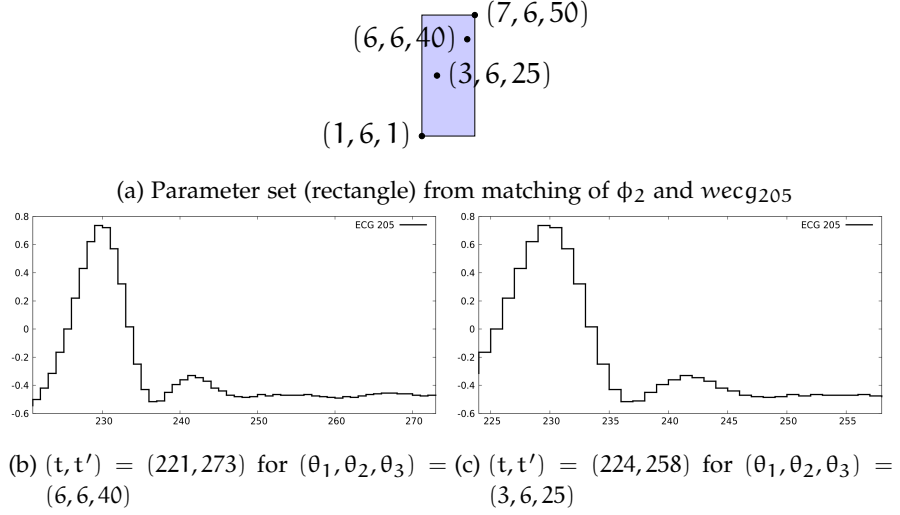 (7, 6, 50)
(6, 6, 40)
(3, 6, 25)
(1, 6, 1)
(a) Parameter set (rectangle) from matching of ϕ₂ and wecg₂₀₅
0.8
0.6
0.4
0.2
0
-0.2
-0.4
-0.6
230 240 250 260 270
ECG 205
0.8
0.6
0.4
0.2
0
-0.2
-0.4
-0.6
225 230 235 240 245 250 255
ECG 205
(b) (t, t′) = (221, 273) for (θ₁, θ₂, θ₃) =
(6, 6, 40)
(c) (t, t′) = (224, 258) for (θ₁, θ₂, θ₃) =
(3, 6, 25)